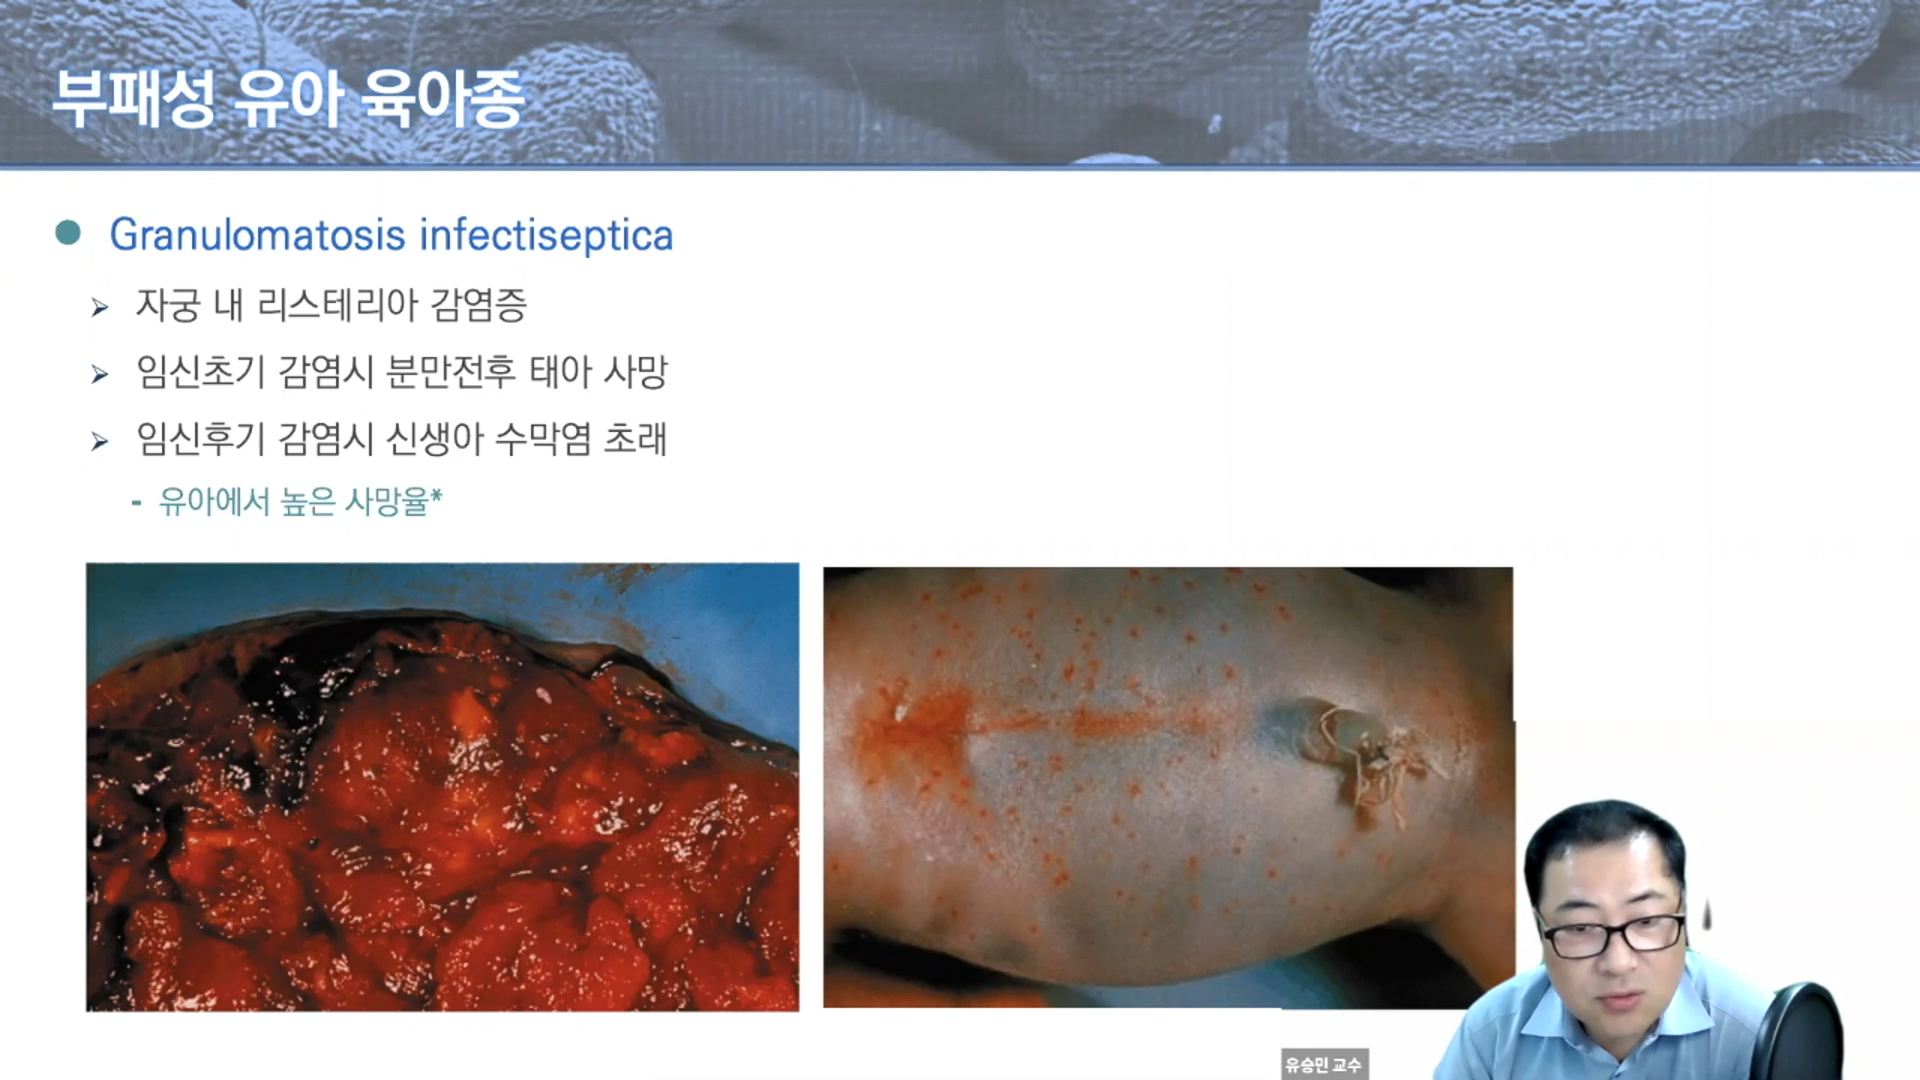 부패성 유아 육아종
Granulomatosis infectiseptica
자궁 내 리스테리아 감염증
임신초기 감염시 분만전후 태아 사망
임신후기 감염시 신생아 수막염 초래
- 유아에서 높은 사망율*
유승민 교수